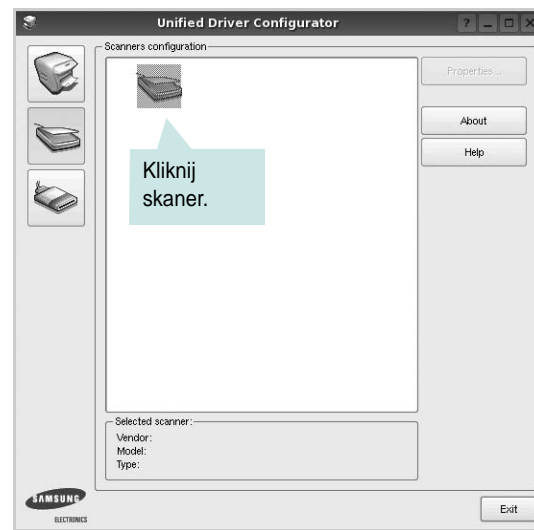 Unified Driver Configurator
Scanners configuration
Properties...
About
Help
Kliknij
skaner.
Selected scanner:
Vendor:
Model:
Type:
SAMSUNG
ELECTRONICS
Exit